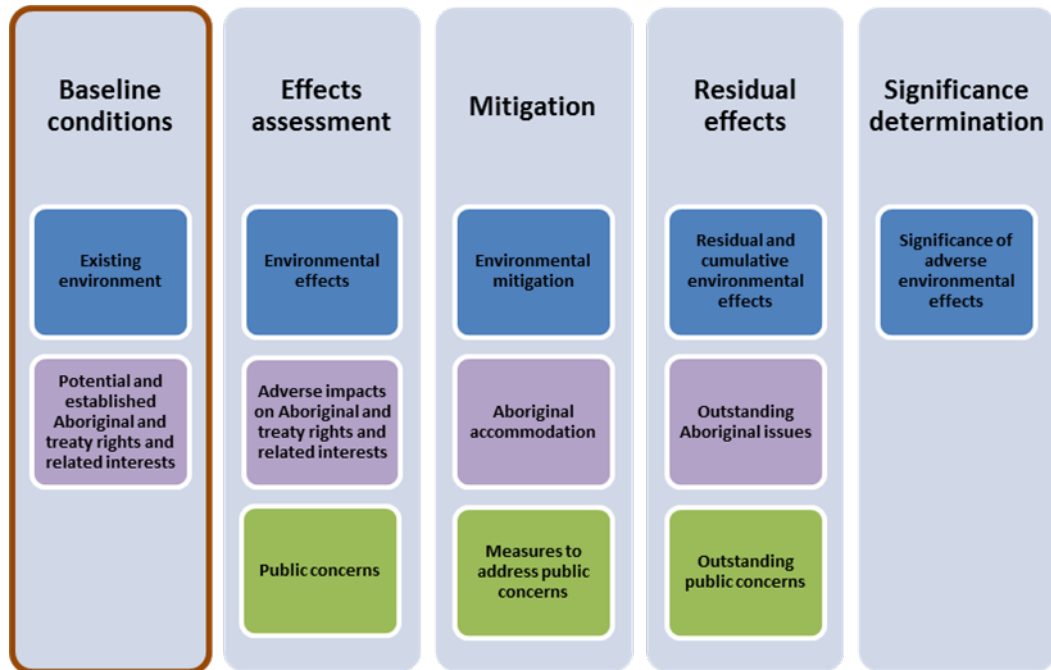 Baseline
conditions
Effects
assessment
Mitigation
Residual
effects
Significance
determination
Existing
environment
Environmental
effects
Environmental
mitigation
Residual and
cumulative
environmental
effects
Significance of
adverse
environmental
effects
Potential and
established
Aboriginal and
treaty rights and
related interests
Adverse impacts
on Aboriginal and
treaty rights and
related interests
Aboriginal
accommodation
Outstanding
Aboriginal issues
Public concerns
Measures to
address public
concerns
Outstanding
public concerns